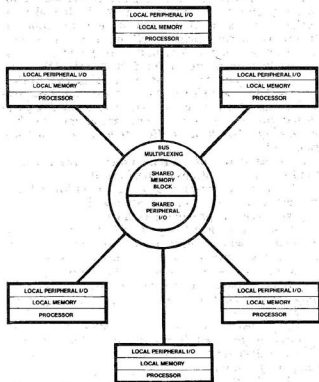 LOCAL PERIPHERAL I/O
LOCAL MEMORY
PROCESSOR
LOCAL PERIPHERAL I/O
LOCAL MEMORY
PROCESSOR
LOCAL PERIPHERAL I/O
LOCAL MEMORY
PROCESSOR
BUS
MULTIPLEXING
SHARED
MEMORY
BLOCK
SHARED
PERIPHERAL
I/O
LOCAL PERIPHERAL I/O
LOCAL MEMORY
PROCESSOR
LOCAL PERIPHERAL I/O
LOCAL MEMORY
PROCESSOR
LOCAL PERIPHERAL I/O
LOCAL MEMORY
PROCESSOR